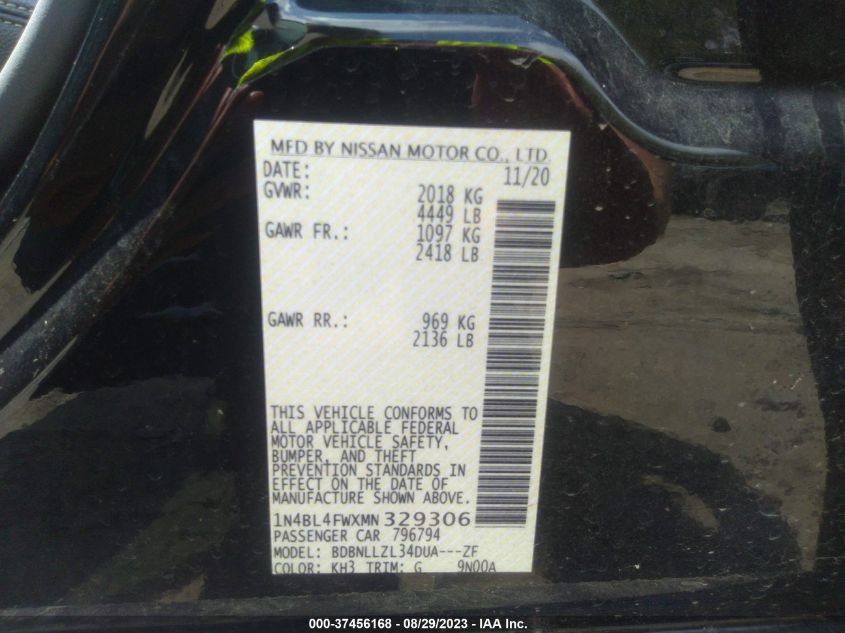 MFD BY NISSAN MOTOR CO., LTD.
DATE: 11/20
GVWR: 2018 KG
4449 LB
GAWR FR.: 1097 KG
2418 LB
GAWR RR.: 969 KG
2136 LB
THIS VEHICLE CONFORMS TO
ALL APPLICABLE FEDERAL
MOTOR VEHICLE SAFETY,
BUMPER, AND THEFT
PREVENTION STANDARDS IN
EFFECT ON THE DATE OF
MANUFACTURE SHOWN ABOVE.
1N4BL4FWXMN329306
PASSENGER CAR 796794
MODEL: BDBNLLZL34DUA---ZF
COLOR: KH3 TRIM: G 9N00A
000-37456168 - 08/29/2023 - IAA Inc.